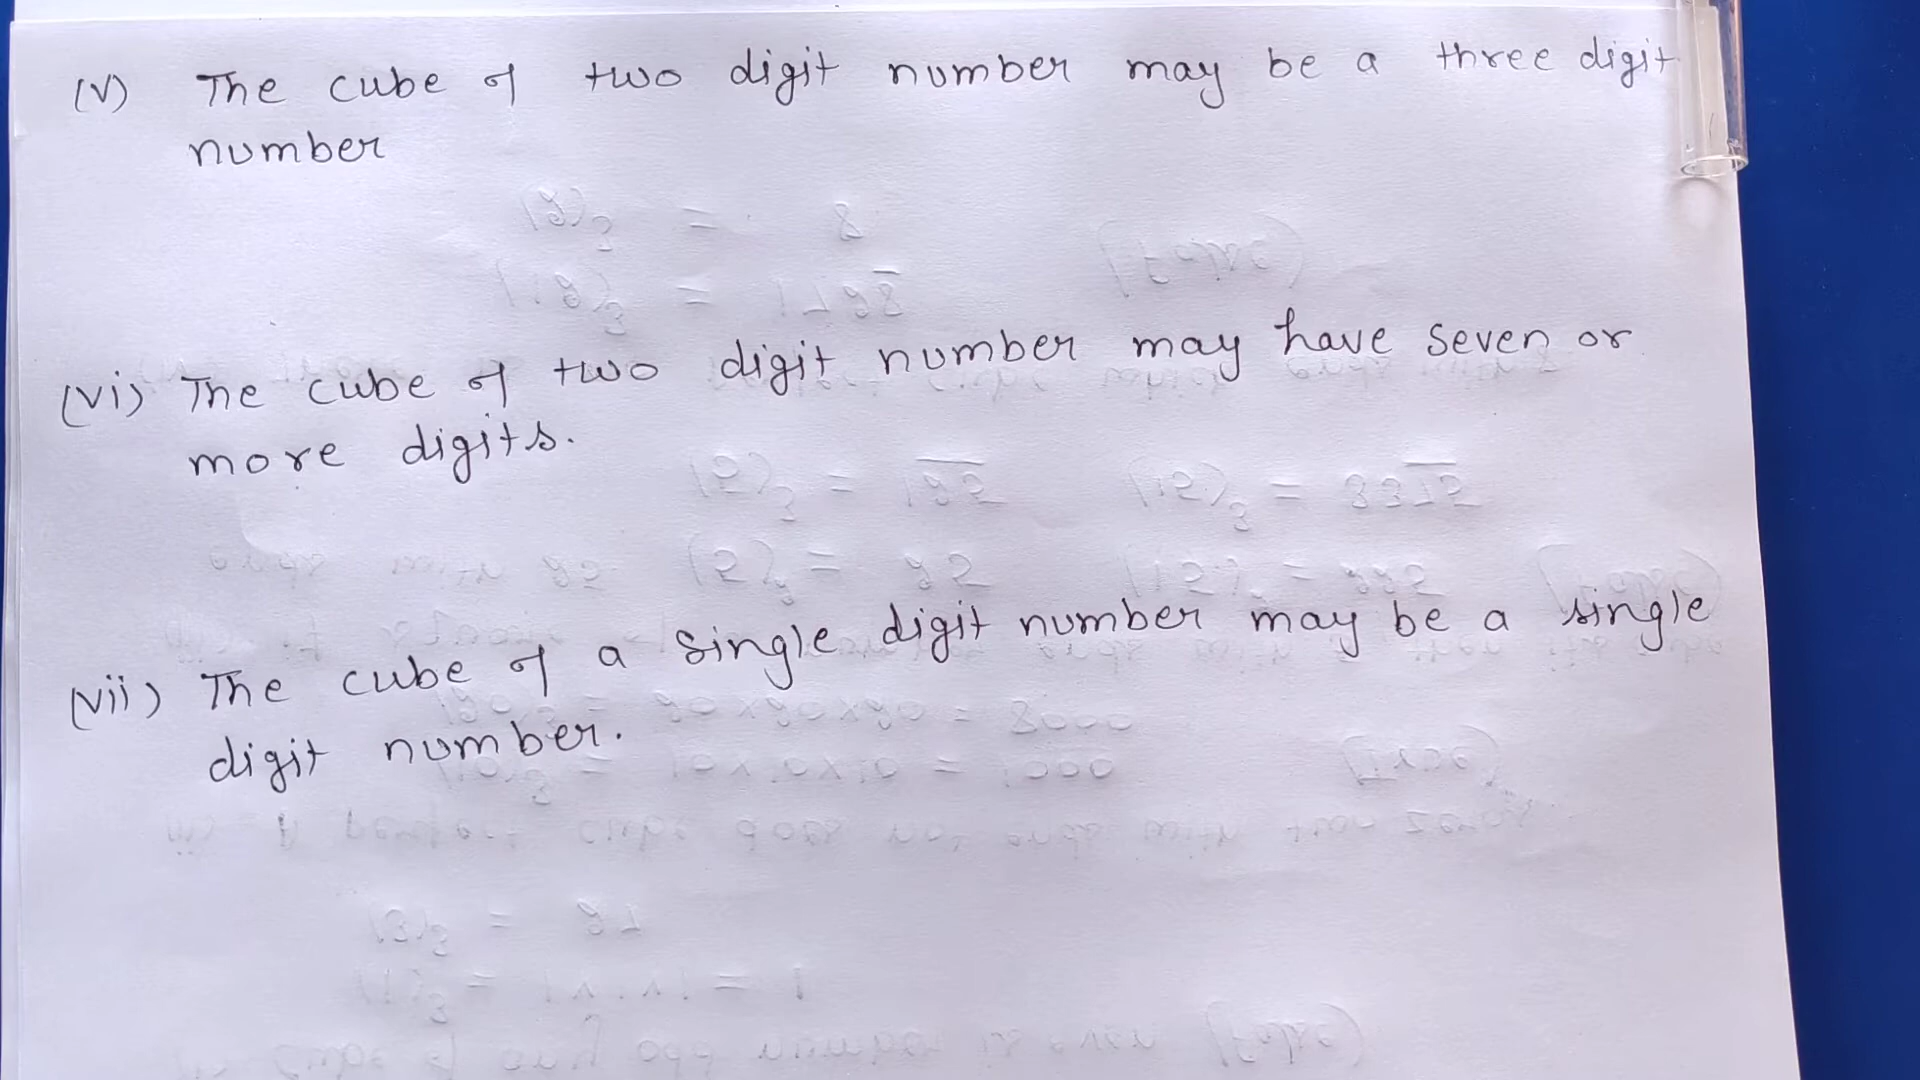 (v) The cube of two digit number may be a three digit
number
(vi) The cube of two digit number may have seven or
more digits.
(vii) The cube of a single digit number may be a single
digit number.